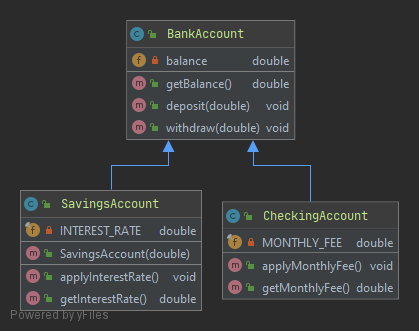 BankAccount
balance double
getBalance() double
deposit(double) void
withdraw(double) void
SavingsAccount
INTEREST_RATE double
SavingsAccount(double)
applyInterestRate() void
getInterestRate() double
CheckingAccount
MONTHLY_FEE double
applyMonthlyFee() void
getMonthlyFee() double
Powered by yFiles